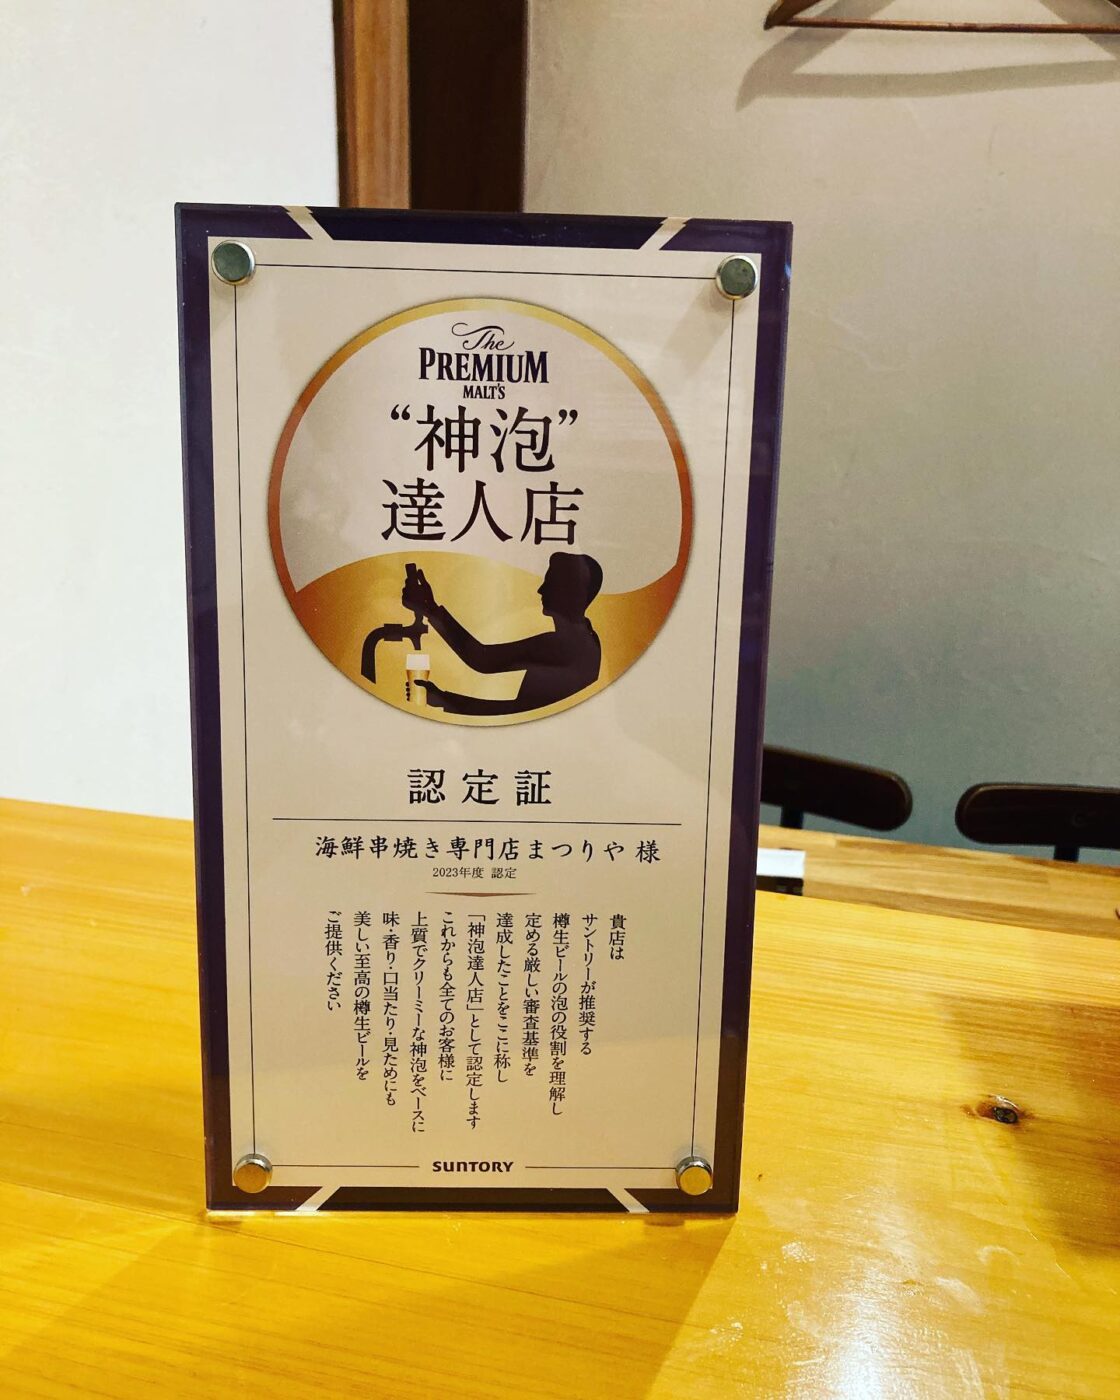 The
PREMIUM
MALT'S
“神泡”
達人店
認定証
海鮮串焼き専門店まつりや 様
2023年度 認定
貴店は
サントリーが推奨する
樽生ビールの泡の役割を理解し
定める厳しい審査基準を
達成したことをここに称し
「神泡達人店」として認定します
これからも全てのお客様に
上質でクリーミーな神泡をベースに
味・香り・口当たり・見ためにも
美しい至高の樽生ビールを
ご提供ください
SUNTORY